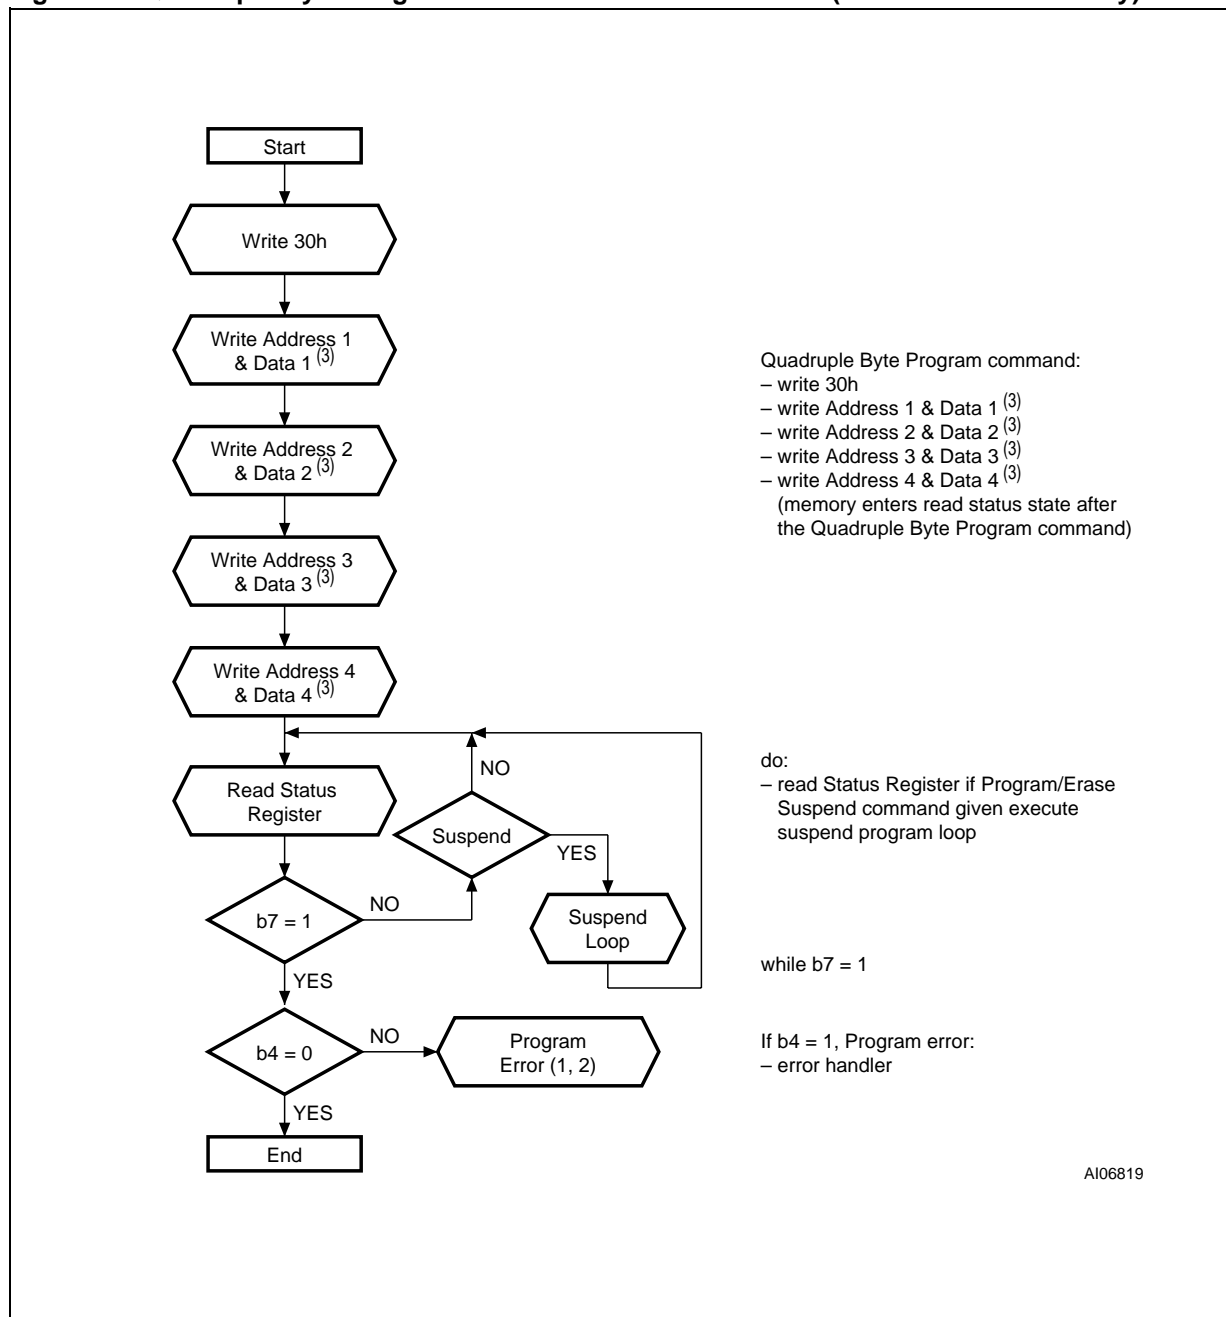 Start
Write 30h
Write Address 1
& Data 1 (3)
Write Address 2
& Data 2 (3)
Write Address 3
& Data 3 (3)
Write Address 4
& Data 4 (3)
Read Status
Register
NO
Suspend
YES
NO
b7 = 1
Suspend
Loop
YES
b4 = 0
NO
Program
Error (1, 2)
YES
End
Quadruple Byte Program command:
– write 30h
– write Address 1 & Data 1 (3)
– write Address 2 & Data 2 (3)
– write Address 3 & Data 3 (3)
– write Address 4 & Data 4 (3)
(memory enters read status state after
the Quadruple Byte Program command)
do:
– read Status Register if Program/Erase
Suspend command given execute
suspend program loop
while b7 = 1
If b4 = 1, Program error:
– error handler
AI06819